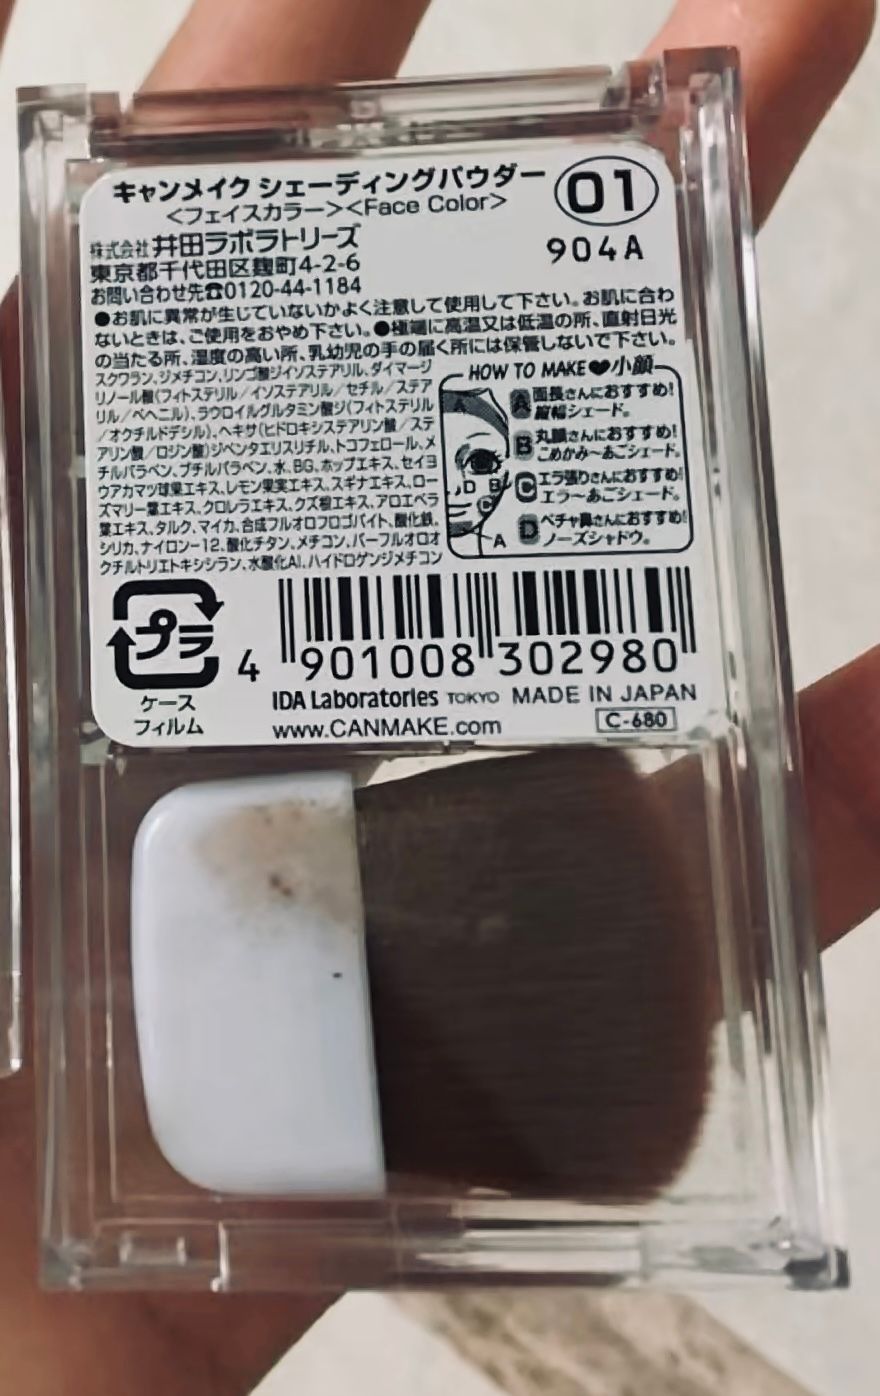 キャンメイク シェーディングパウダー
01
<フェイスカラー><Face Color>
株式会社 井田ラボラトリーズ
904A
東京都千代田区麹町4-2-6
お問い合わせ先☎0120-44-1184
●お肌に異常が生じていないかよく注意して使用して下さい。お肌に合わ
ないときは、ご使用をおやめ下さい。●極端に高温又は低温の所、直射日光
の当たる所、湿度の高い所、乳幼児の手の届く所には保管しないで下さい。
スクワラン、ジメチコン、リンゴ酸ジイソステアリル、ダイマージ
リノール酸(フィトステリル/イソステアリル/セチル/ステア
リル/ベヘニル)、ラウロイルグルタミン酸ジ(フィトステリル
/オクチルドデシル)、ヘキサ(ヒドロキシステアリン酸/ステ
アリン酸/ロジン酸)ジペンタエリスリチル、トコフェロール、メ
チルパラベン、ブチルパラベン、水、BG、ホップエキス、セイヨ
ウアカマツ球果エキス、レモン果実エキス、スギナエキス、ロー
ズマリー葉エキス、クロレラエキス、クズ根エキス、アロエベラ
葉エキス、タルク、マイカ、合成フルオロフロゴパイト、酸化鉄、
シリカ、ナイロン-12、酸化チタン、メチコン、パーフルオロオ
クチルトリエトキシシラン、水酸化Al、ハイドロゲンジメチコン
HOW TO MAKE♥小顔
A 面長さんにおすすめ!
縦幅シェード。
B 丸顔さんにおすすめ!
こめかみ～あごシェード。
C エラ張りさんにおすすめ!
エラ～あごシェード。
D ペチャ鼻さんにおすすめ!
ノーズシャドウ。
A
D B
C
A
プラ
ケース
フィルム
4 901008 302980
IDA Laboratories TOKYO MADE IN JAPAN
www.CANMAKE.com
C-680